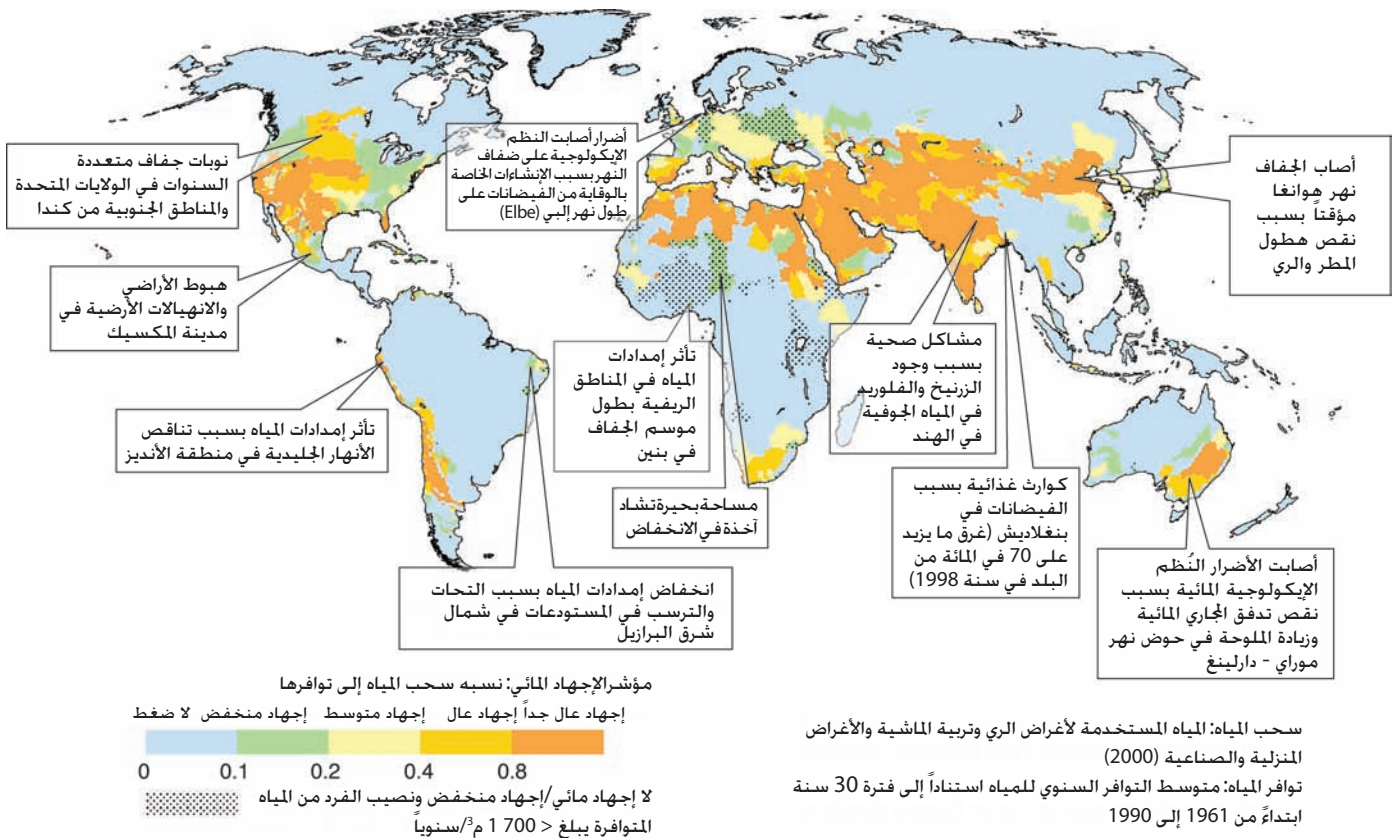 أضرار أصابت النظم
الإيكولوجية على ضفاف
النهر بسبب الإنشاءات الخاصة
بالوقاية من الفيضانات على
طول نهر إلبي (Elbe)
نوبات جفاف متعددة
السنوات في الولايات المتحدة
والمناطق الجنوبية من كندا
أصاب الجفاف
نهر هوانغا
مؤقتاً بسبب
نقص هطول
المطر والري
هبوط الأراضي
والانهيالات الأرضية في
مدينة المكسيك
مشاكل صحية
بسبب وجود
الزرنيخ والفلوريد
في المياه الجوفية
في الهند
تأثر إمدادات
المياه في المناطق
الريفية بطول
موسم الجفاف
في بنين
تأثر إمدادات المياه بسبب تناقص
الأنهار الجليدية في منطقة الأنديز
كوارث غذائية بسبب
الفيضانات في
بنغلاديش (غرق ما يزيد
على 70 في المائة من
البلد في سنة 1998)
مساحة بحيرة تشاد
آخذة في الانخفاض
أصابت الأضرار النُظم
الإيكولوجية المائية بسبب
نقص تدفق المجاري المائية
وزيادة الملوحة في حوض نهر
موراي - دارلينغ
انخفاض إمدادات المياه بسبب التحات
والترسب في المستودعات في شمال
شرق البرازيل
مؤشر الإجهاد المائي: نسبه سحب المياه إلى توافرها
لا ضغط إجهاد منخفض إجهاد متوسط إجهاد عال إجهاد عال جداً
0 0.1 0.2 0.4 0.8
لا إجهاد مائي/إجهاد منخفض ونصيب الفرد من المياه
المتوافرة يبلغ < 700 1 م³/سنوياً
سحب المياه: المياه المستخدمة لأغراض الري وتربية الماشية والأغراض
المنزلية والصناعية (2000)
توافر المياه: متوسط التوافر السنوي للمياه استناداً إلى فترة 30 سنة
ابتداءً من 1961 إلى 1990